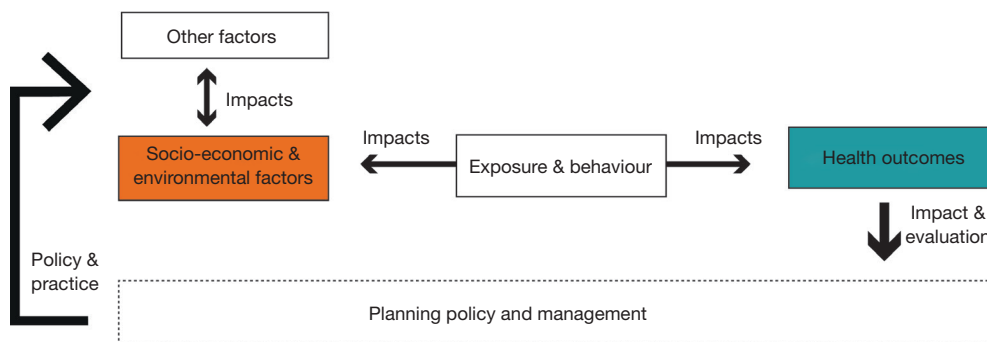 Other factors
Impacts
Impacts
Impacts
Socio-economic &
environmental factors
Exposure & behaviour
Health outcomes
Impact &
evaluation
Policy &
practice
Planning policy and management